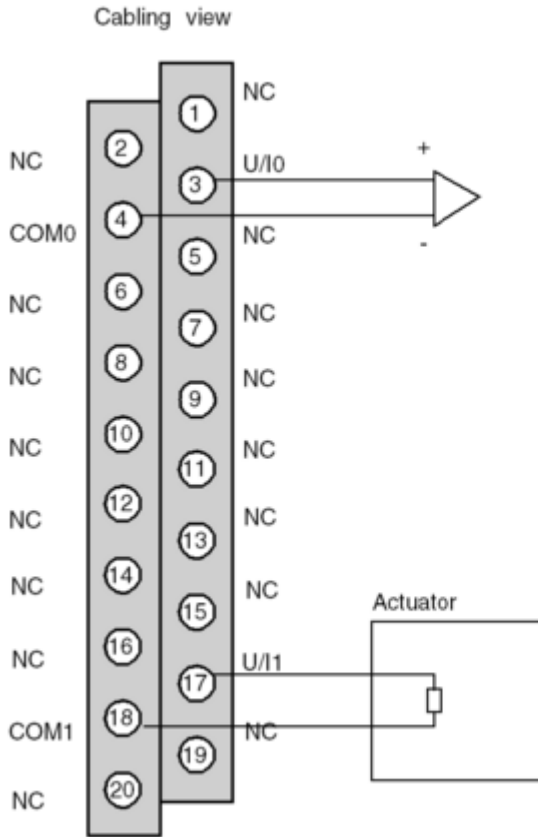 Cabling view
NC
1
2
NC
U/I0
+
3
4
COM0
NC
-
5
6
NC
NC
7
8
NC
NC
9
10
NC
NC
11
12
NC
NC
13
14
NC
NC
15
Actuator
16
NC
U/I1
17
18
COM1
NC
19
20
NC